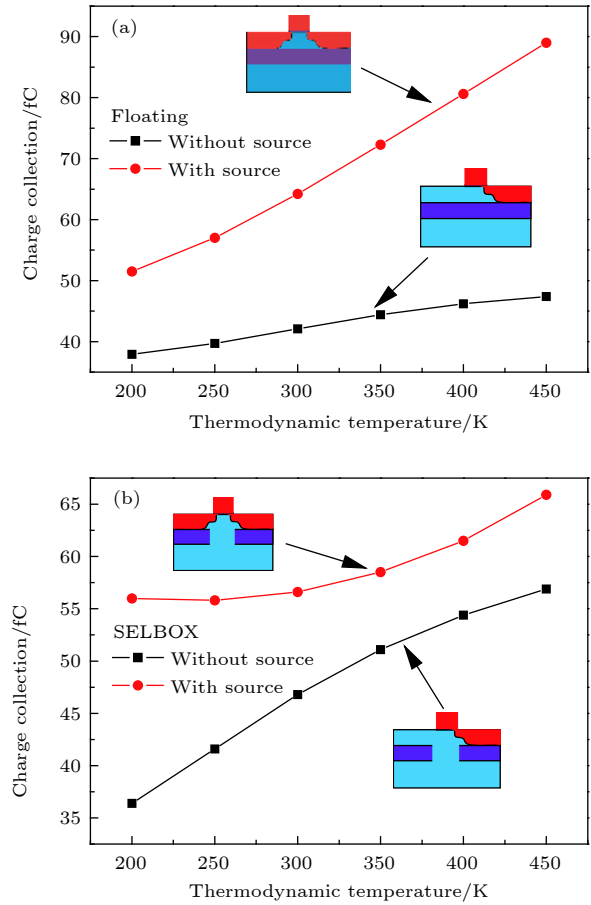 (a)
90
80
70
60
50
40
Floating
Without source
With source
Charge collection/fC
200 250 300 350 400 450
Thermodynamic temperature/K
(b)
65
60
55
50
45
40
35
SELBOX
Without source
With source
Charge collection/fC
200 250 300 350 400 450
Thermodynamic temperature/K